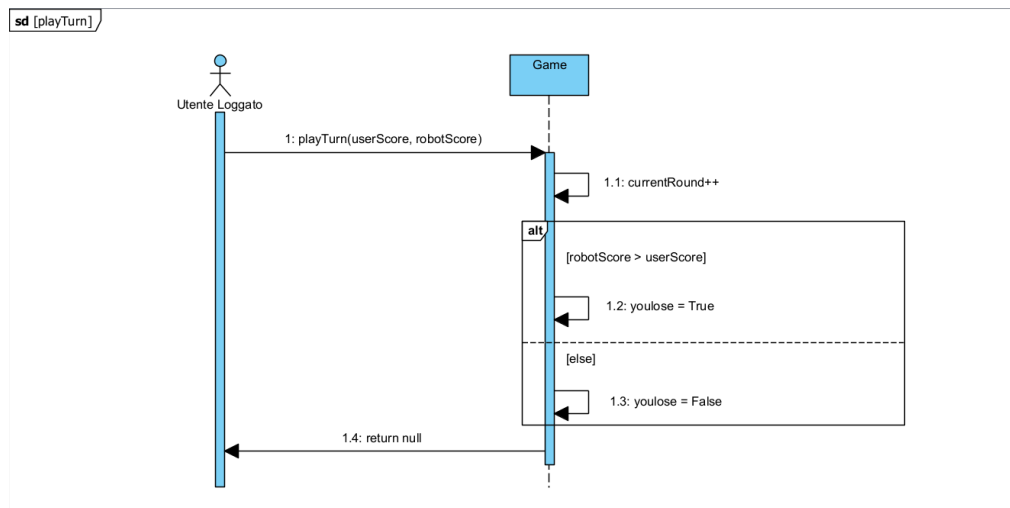 sd [playTurn]
Utente Loggato
Game
1: playTurn(userScore, robotScore)
1.1: currentRound++
alt
[robotScore > userScore]
1.2: youlose = True
[else]
1.3: youlose = False
1.4: return null